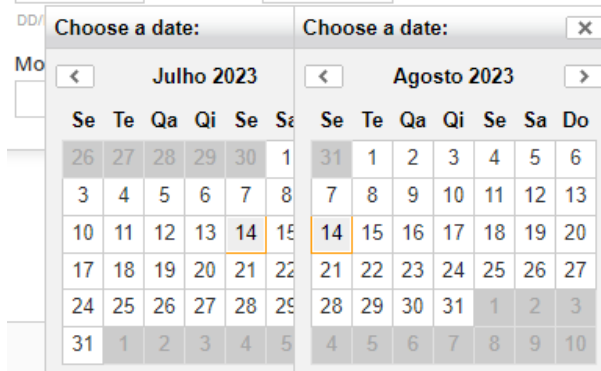 DD/
Mo
Choose a date:
Julho 2023
Se Te Qa Qi Se Sa
26 27 28 29 30 1
3 4 5 6 7 8
10 11 12 13 14 15
17 18 19 20 21 22
24 25 26 27 28 29
31 1 2 3 4 5
Choose a date:
Agosto 2023
Se Te Qa Qi Se Sa Do
31 1 2 3 4 5 6
7 8 9 10 11 12 13
14 15 16 17 18 19 20
21 22 23 24 25 26 27
28 29 30 31 1 2 3
4 5 6 7 8 9 10